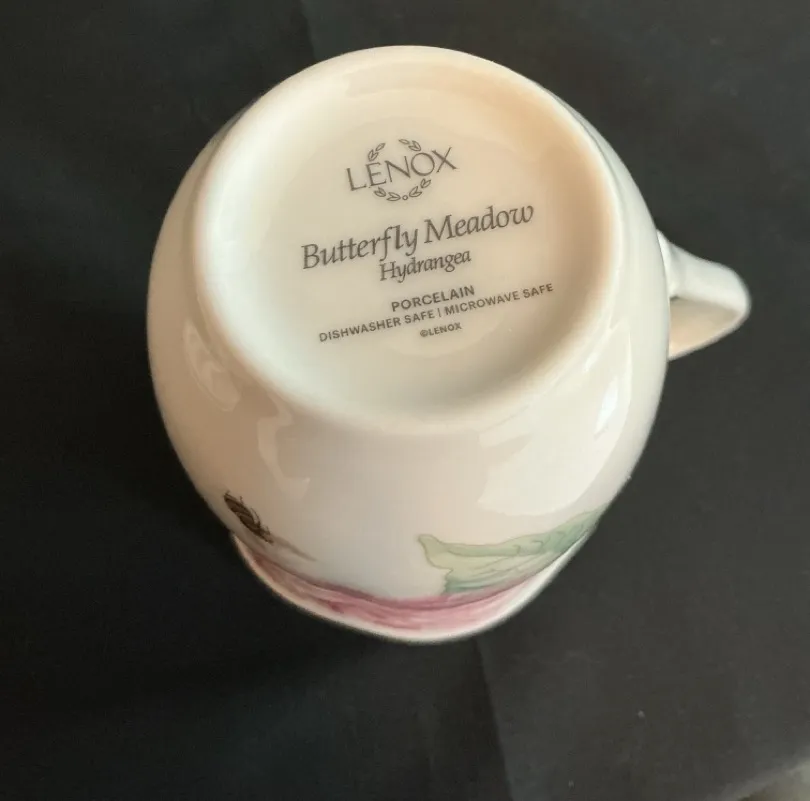 LENOX
Butterfly Meadow
Hydrangea
PORCELAIN
DISHWASHER SAFE | MICROWAVE SAFE
©LENOX